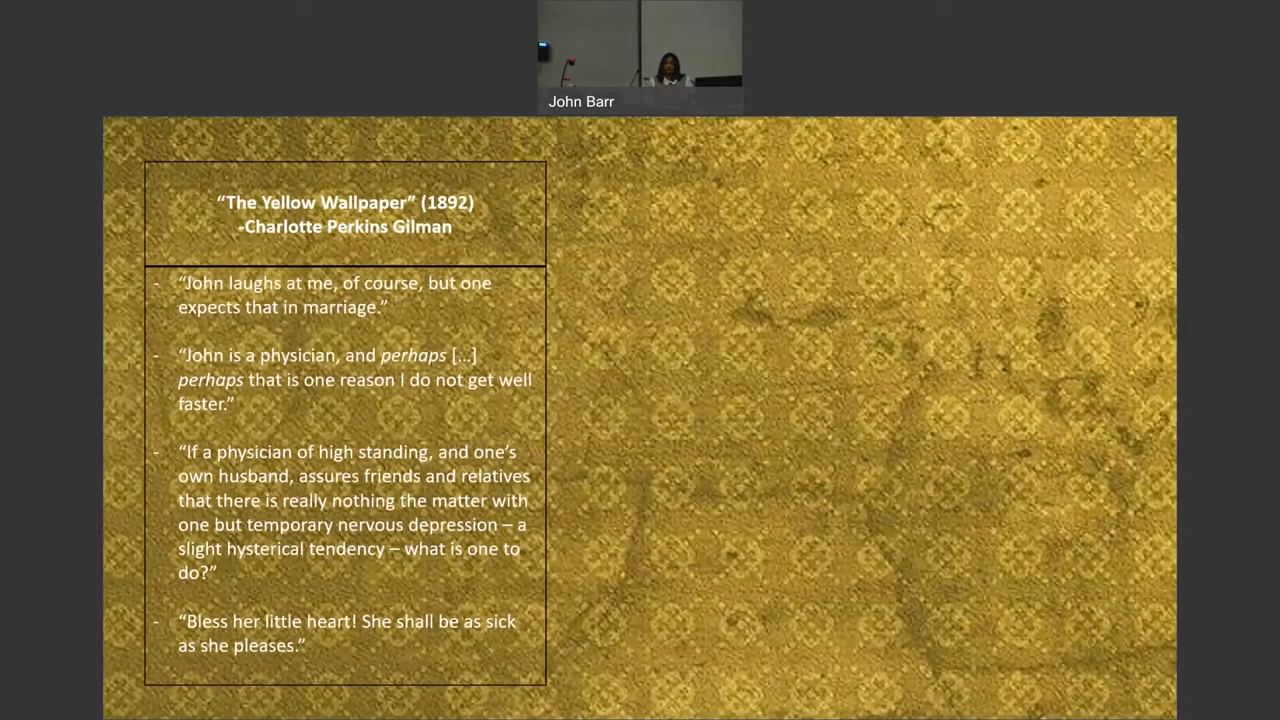 John Barr
“The Yellow Wallpaper” (1892)
-Charlotte Perkins Gilman
- “John laughs at me, of course, but one
expects that in marriage.”
- “John is a physician, and perhaps […]
perhaps that is one reason I do not get well
faster.”
- “If a physician of high standing, and one’s
own husband, assures friends and relatives
that there is really nothing the matter with
one but temporary nervous depression – a
slight hysterical tendency – what is one to
do?”
- “Bless her little heart! She shall be as sick
as she pleases.”